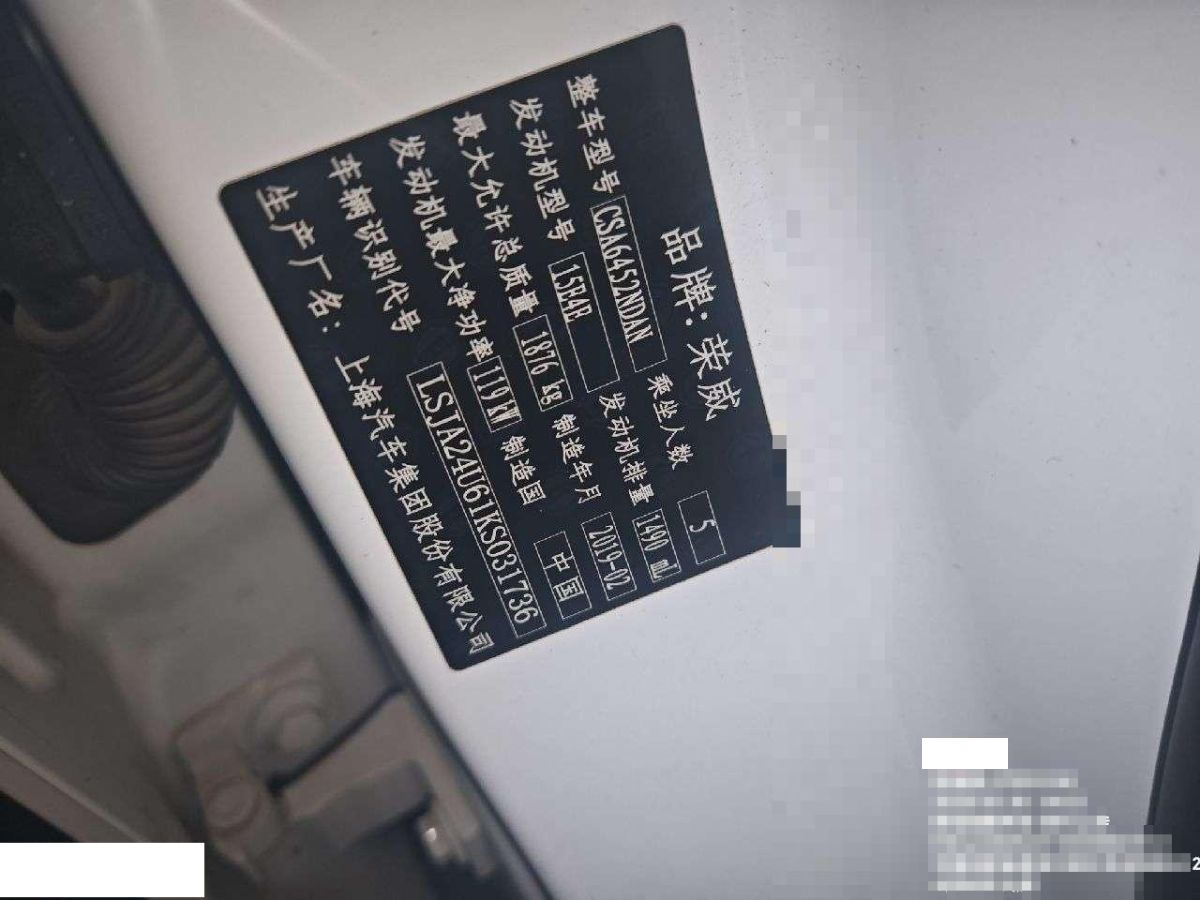 品牌：荣威
整车型号 CSA6452NDAN 乘坐人数 5
发动机型号 15E4E 发动机排量 1490 mL
最大允许总质量 1876 kg 制造年月 2019-02
发动机最大净功率 119 kW 制造国 中国
车辆识别代号 LSJA24U61KS031736
生产厂名：上海汽车集团股份有限公司